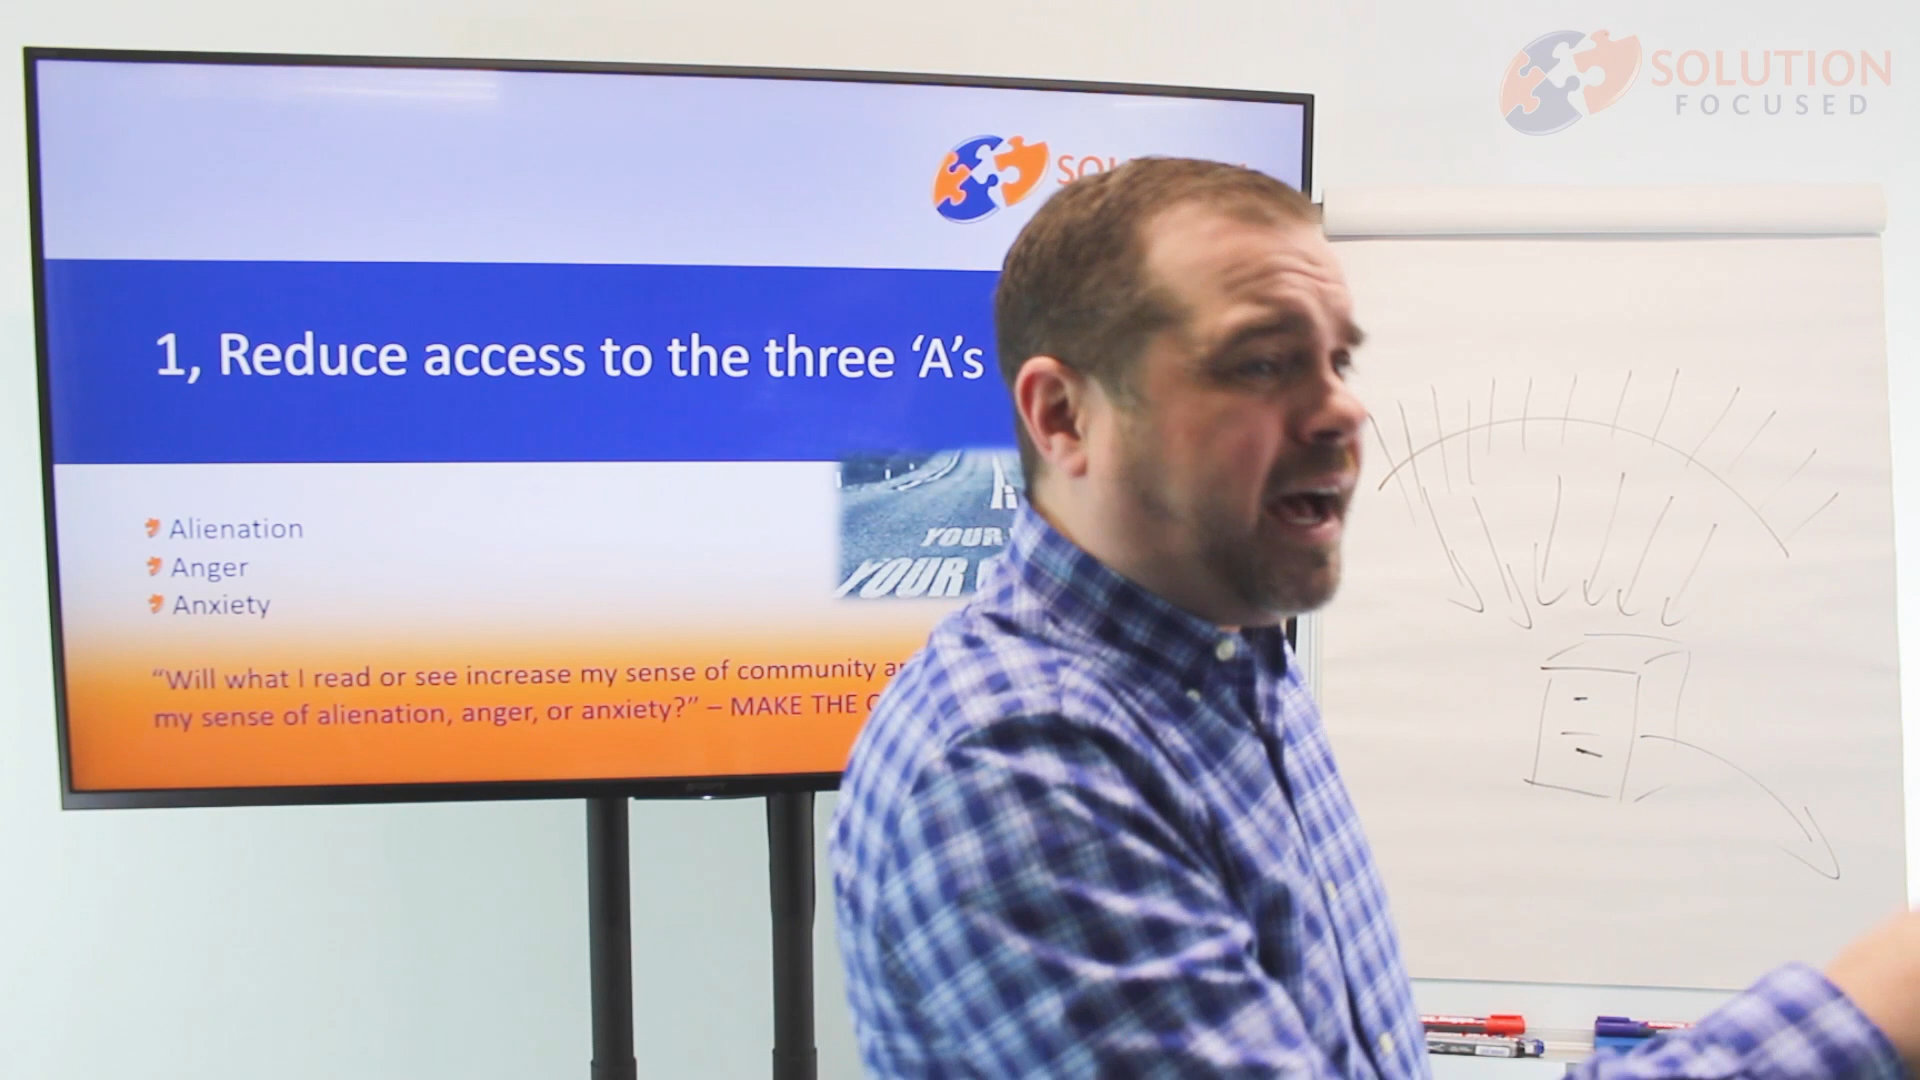 SOLUTION
FOCUSED
1, Reduce access to the three ‘A’s
Alienation
Anger
Anxiety
YOUR
YOUR
“Will what I read or see increase my sense of community
my sense of alienation, anger, or anxiety?” – MAKE THE